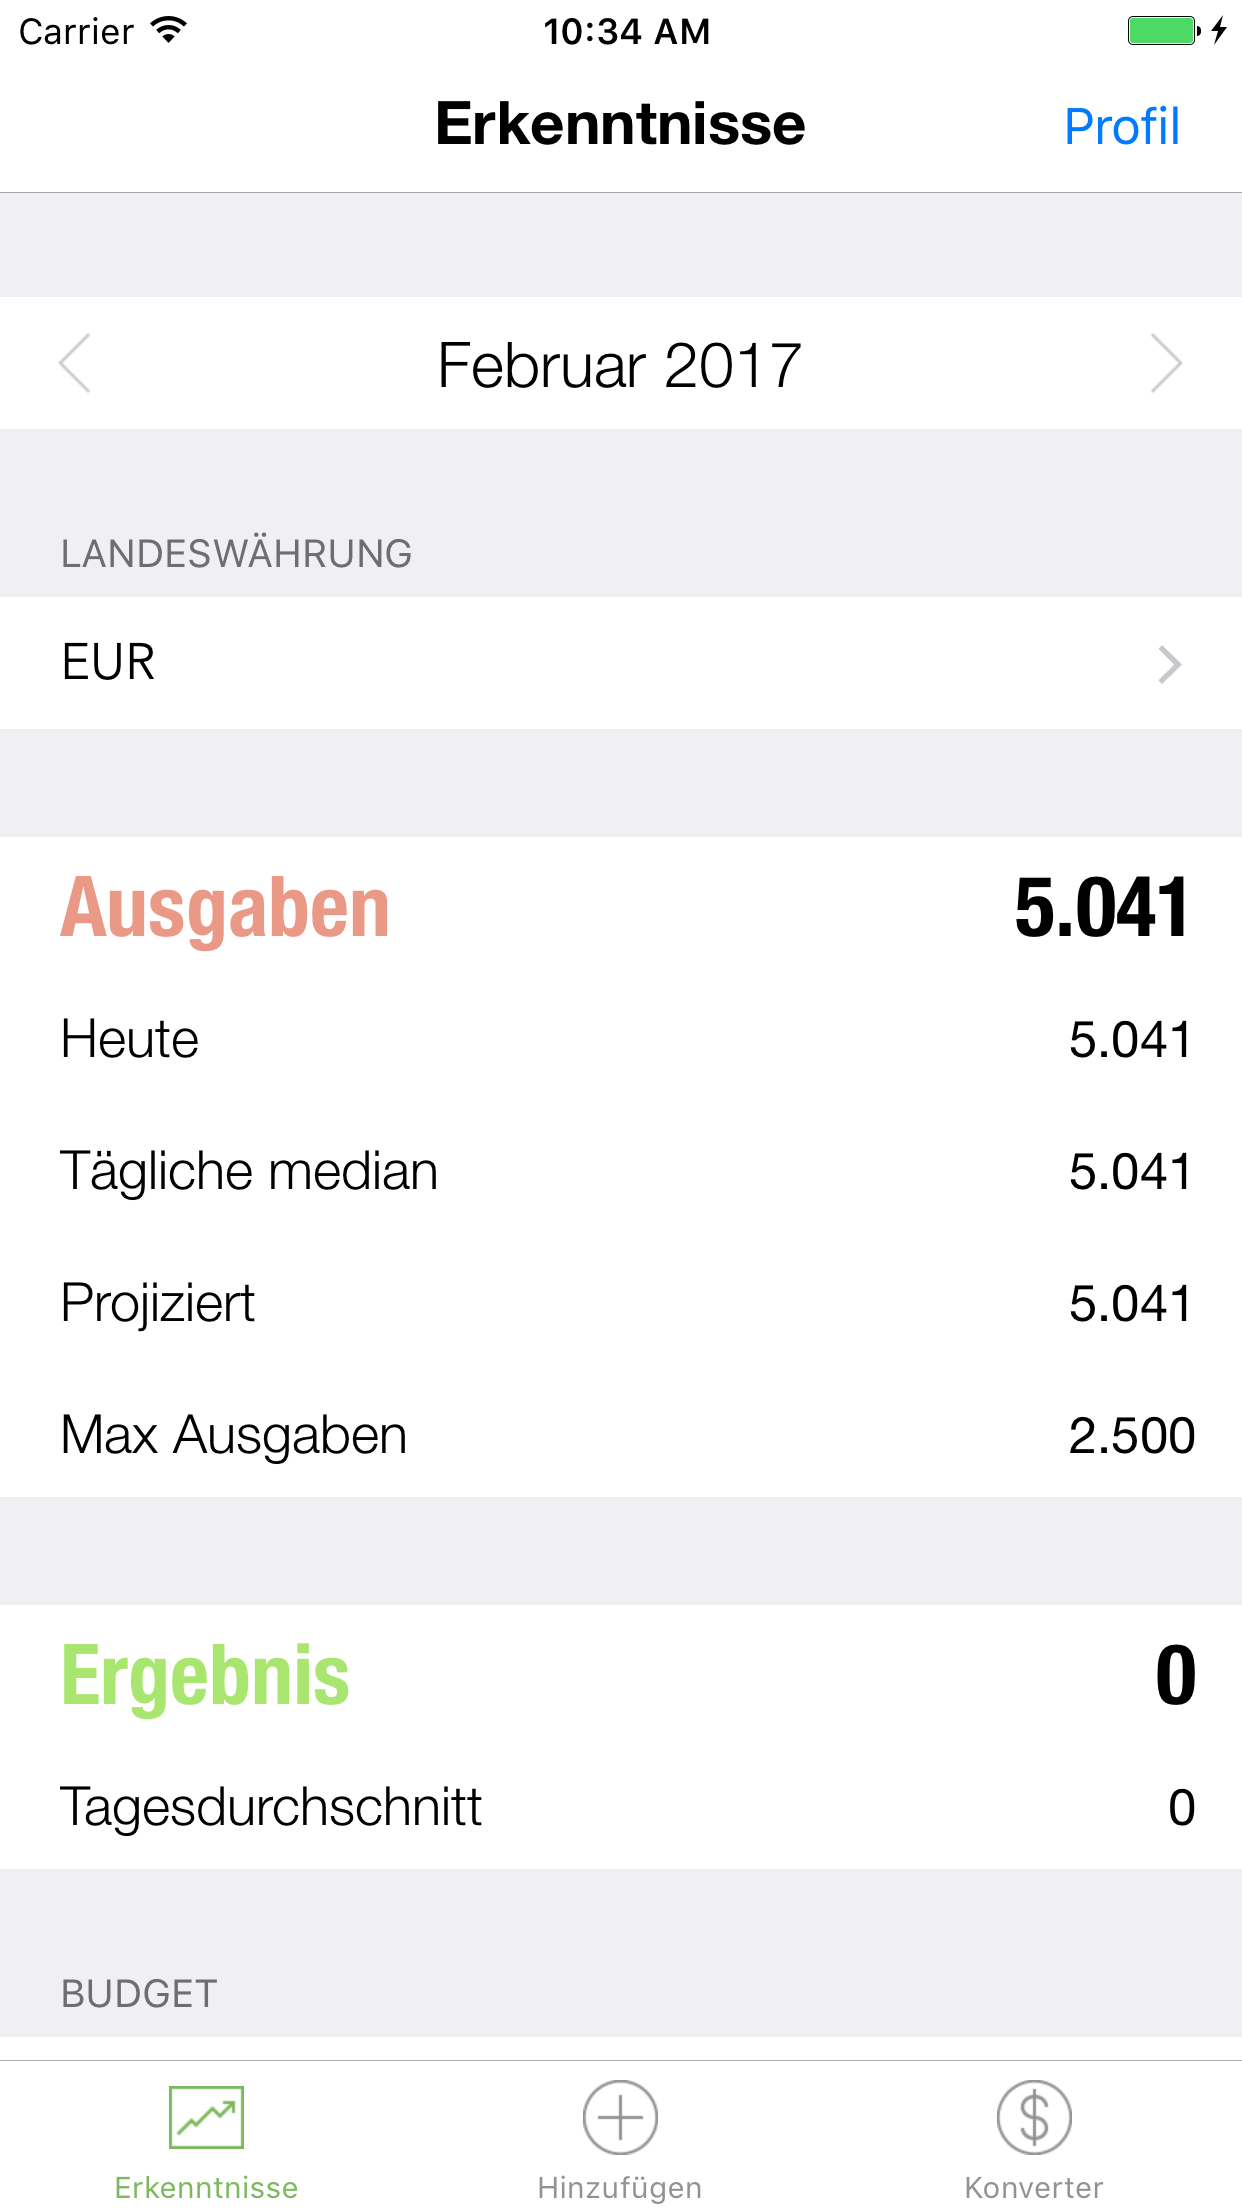 Carrier 10:34 AM
Erkenntnisse Profil
Februar 2017
LANDESWÄHRUNG
EUR
Ausgaben 5.041
Heute 5.041
Tägliche median 5.041
Projiziert 5.041
Max Ausgaben 2.500
Ergebnis 0
Tagesdurchschnitt 0
BUDGET
Erkenntnisse Hinzufügen Konverter